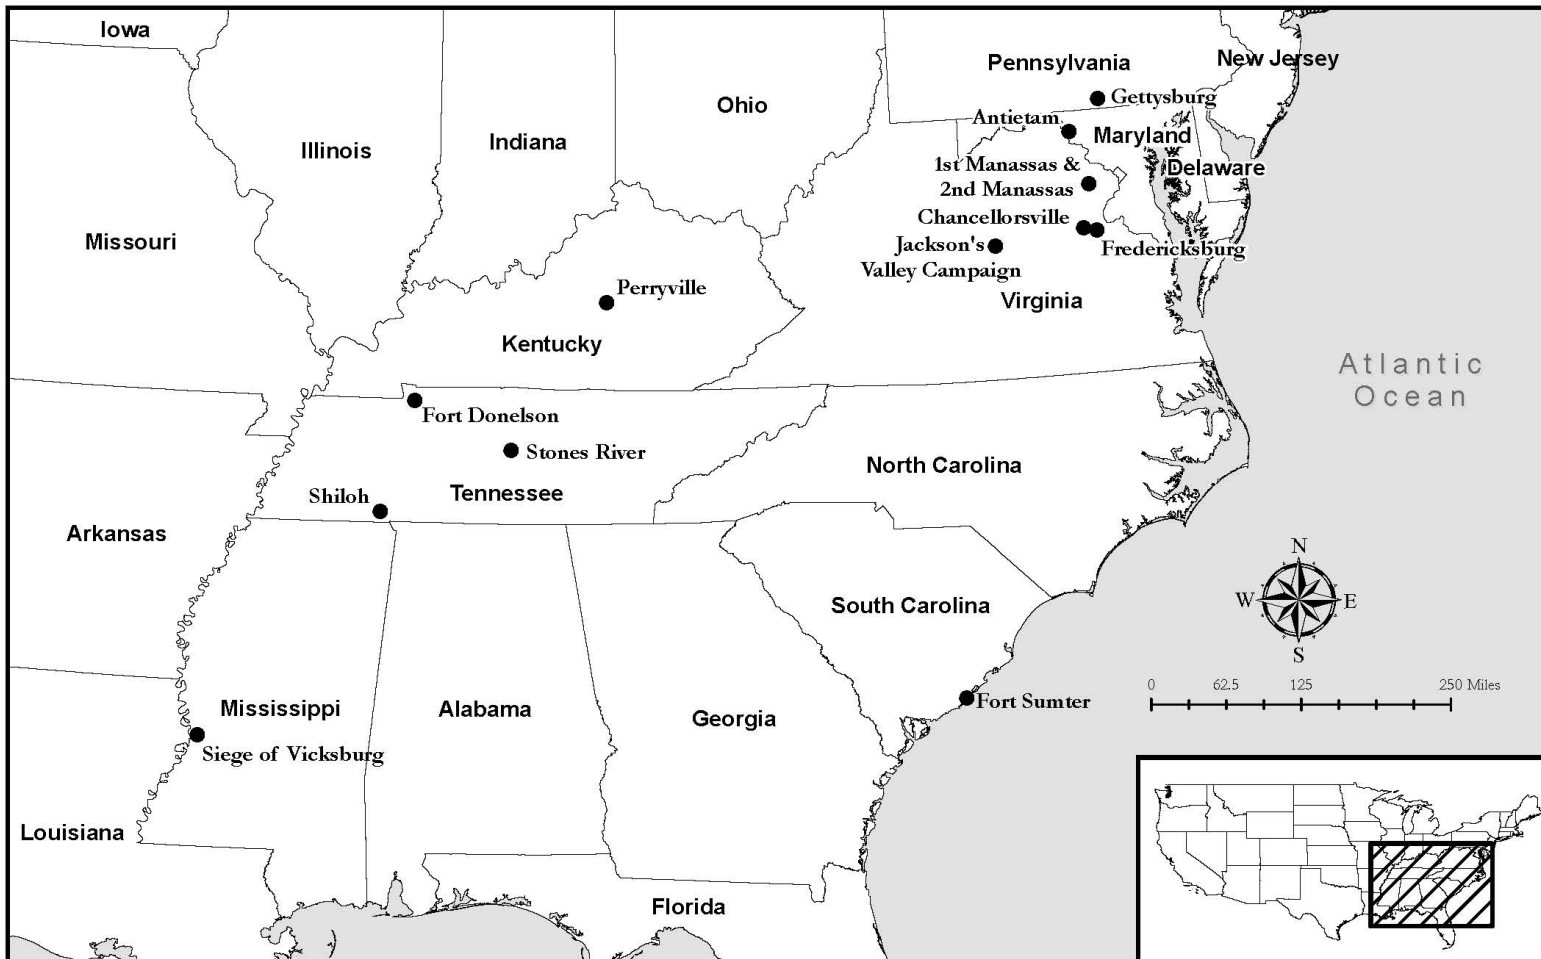 Iowa
Pennsylvania
New Jersey
Ohio
Gettysburg
Antietam
Maryland
Indiana
Illinois
1st Manassas &
2nd Manassas
Delaware
Chancellorsville
Missouri
Jackson's
Valley Campaign
Fredericksburg
Perryville
Virginia
Kentucky
Atlantic
Ocean
Fort Donelson
Stones River
North Carolina
Shiloh
Tennessee
Arkansas
N
W
E
S
South Carolina
0 62.5 125 250 Miles
Fort Sumter
Mississippi
Alabama
Georgia
Siege of Vicksburg
Louisiana
Florida